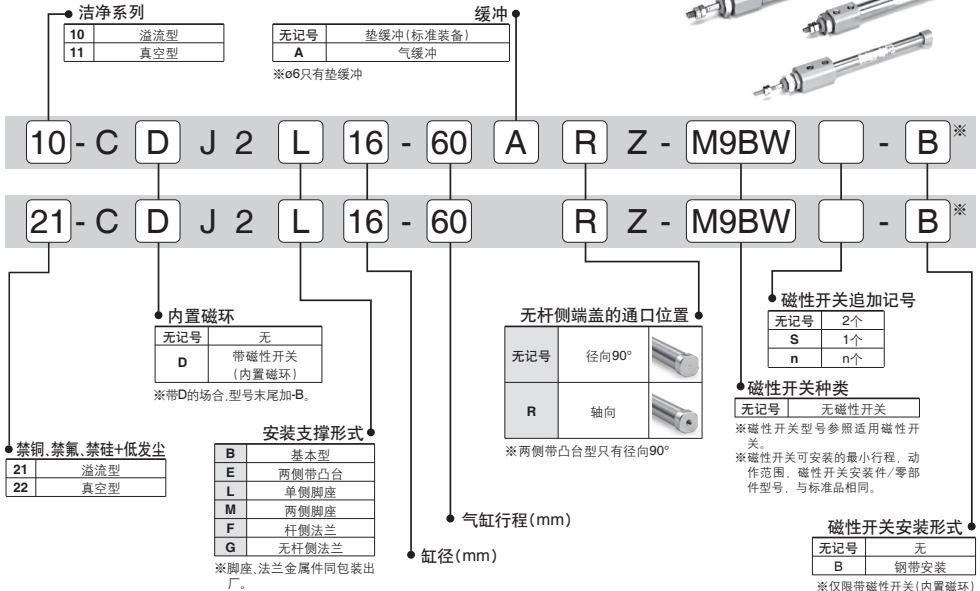 洁净系列
10 溢流型
11 真空型
缓冲
无记号 垫缓冲(标准装备)
A 气缓冲
※ø6只有垫缓冲
10 - C D J 2 L 16 - 60 A R Z - M9BW - B ※
21 - C D J 2 L 16 - 60 R Z - M9BW - B ※
内置磁环
无记号 无
D 带磁性开关
(内置磁环)
※带D的场合,型号末尾加-B。
禁铜、禁氟、禁硅+低发尘
21 溢流型
22 真空型
安装支撑形式
B 基本型
E 两侧带凸台
L 单侧脚座
M 两侧脚座
F 杆侧法兰
G 无杆侧法兰
※脚座、法兰金属件同包装出
厂。
缸径(mm)
气缸行程(mm)
无杆侧端盖的通口位置
无记号 径向90°
R 轴向
※两侧带凸台型只有径向90°
磁性开关追加记号
无记号 2个
S 1个
n n个
磁性开关种类
无记号 无磁性开关
※磁性开关型号参照适用磁性开
关。
※磁性开关可安装的最小行程、动
作范围、磁性开关安装件/零部
件型号、与标准品相同。
磁性开关安装形式
无记号 无
B 钢带安装
※仅限带磁性开关(内置磁环)